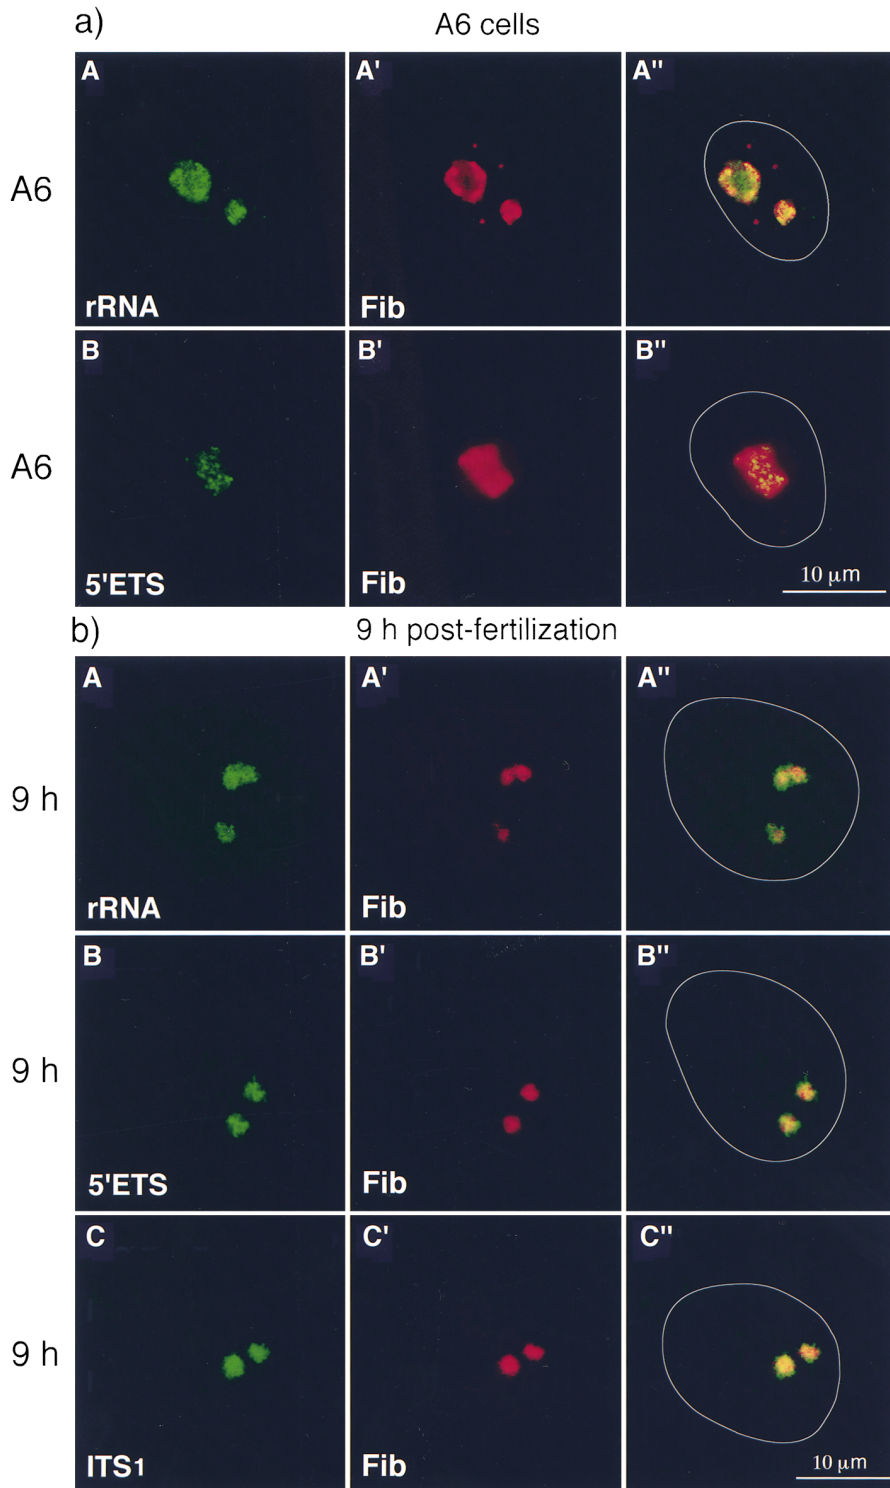 a) A6 cells
A A' A"
A6
rRNA Fib
B B' B"
A6
10 μm
5'ETS Fib
b) 9 h post-fertilization
A A' A"
9 h
rRNA Fib
B B' B"
9 h
5'ETS Fib
C C' C"
9 h
10 μm
ITS1 Fib